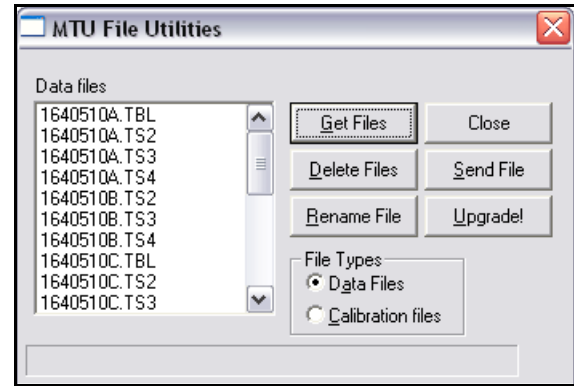 MTU File Utilities
Data files
1640510A.TBL
1640510A.TS2
1640510A.TS3
1640510A.TS4
1640510B.TS2
1640510B.TS3
1640510B.TS4
1640510C.TBL
1640510C.TS2
1640510C.TS3
Get Files
Close
Delete Files
Send File
Rename File
Upgrade!
File Types
Data Files
Calibration files